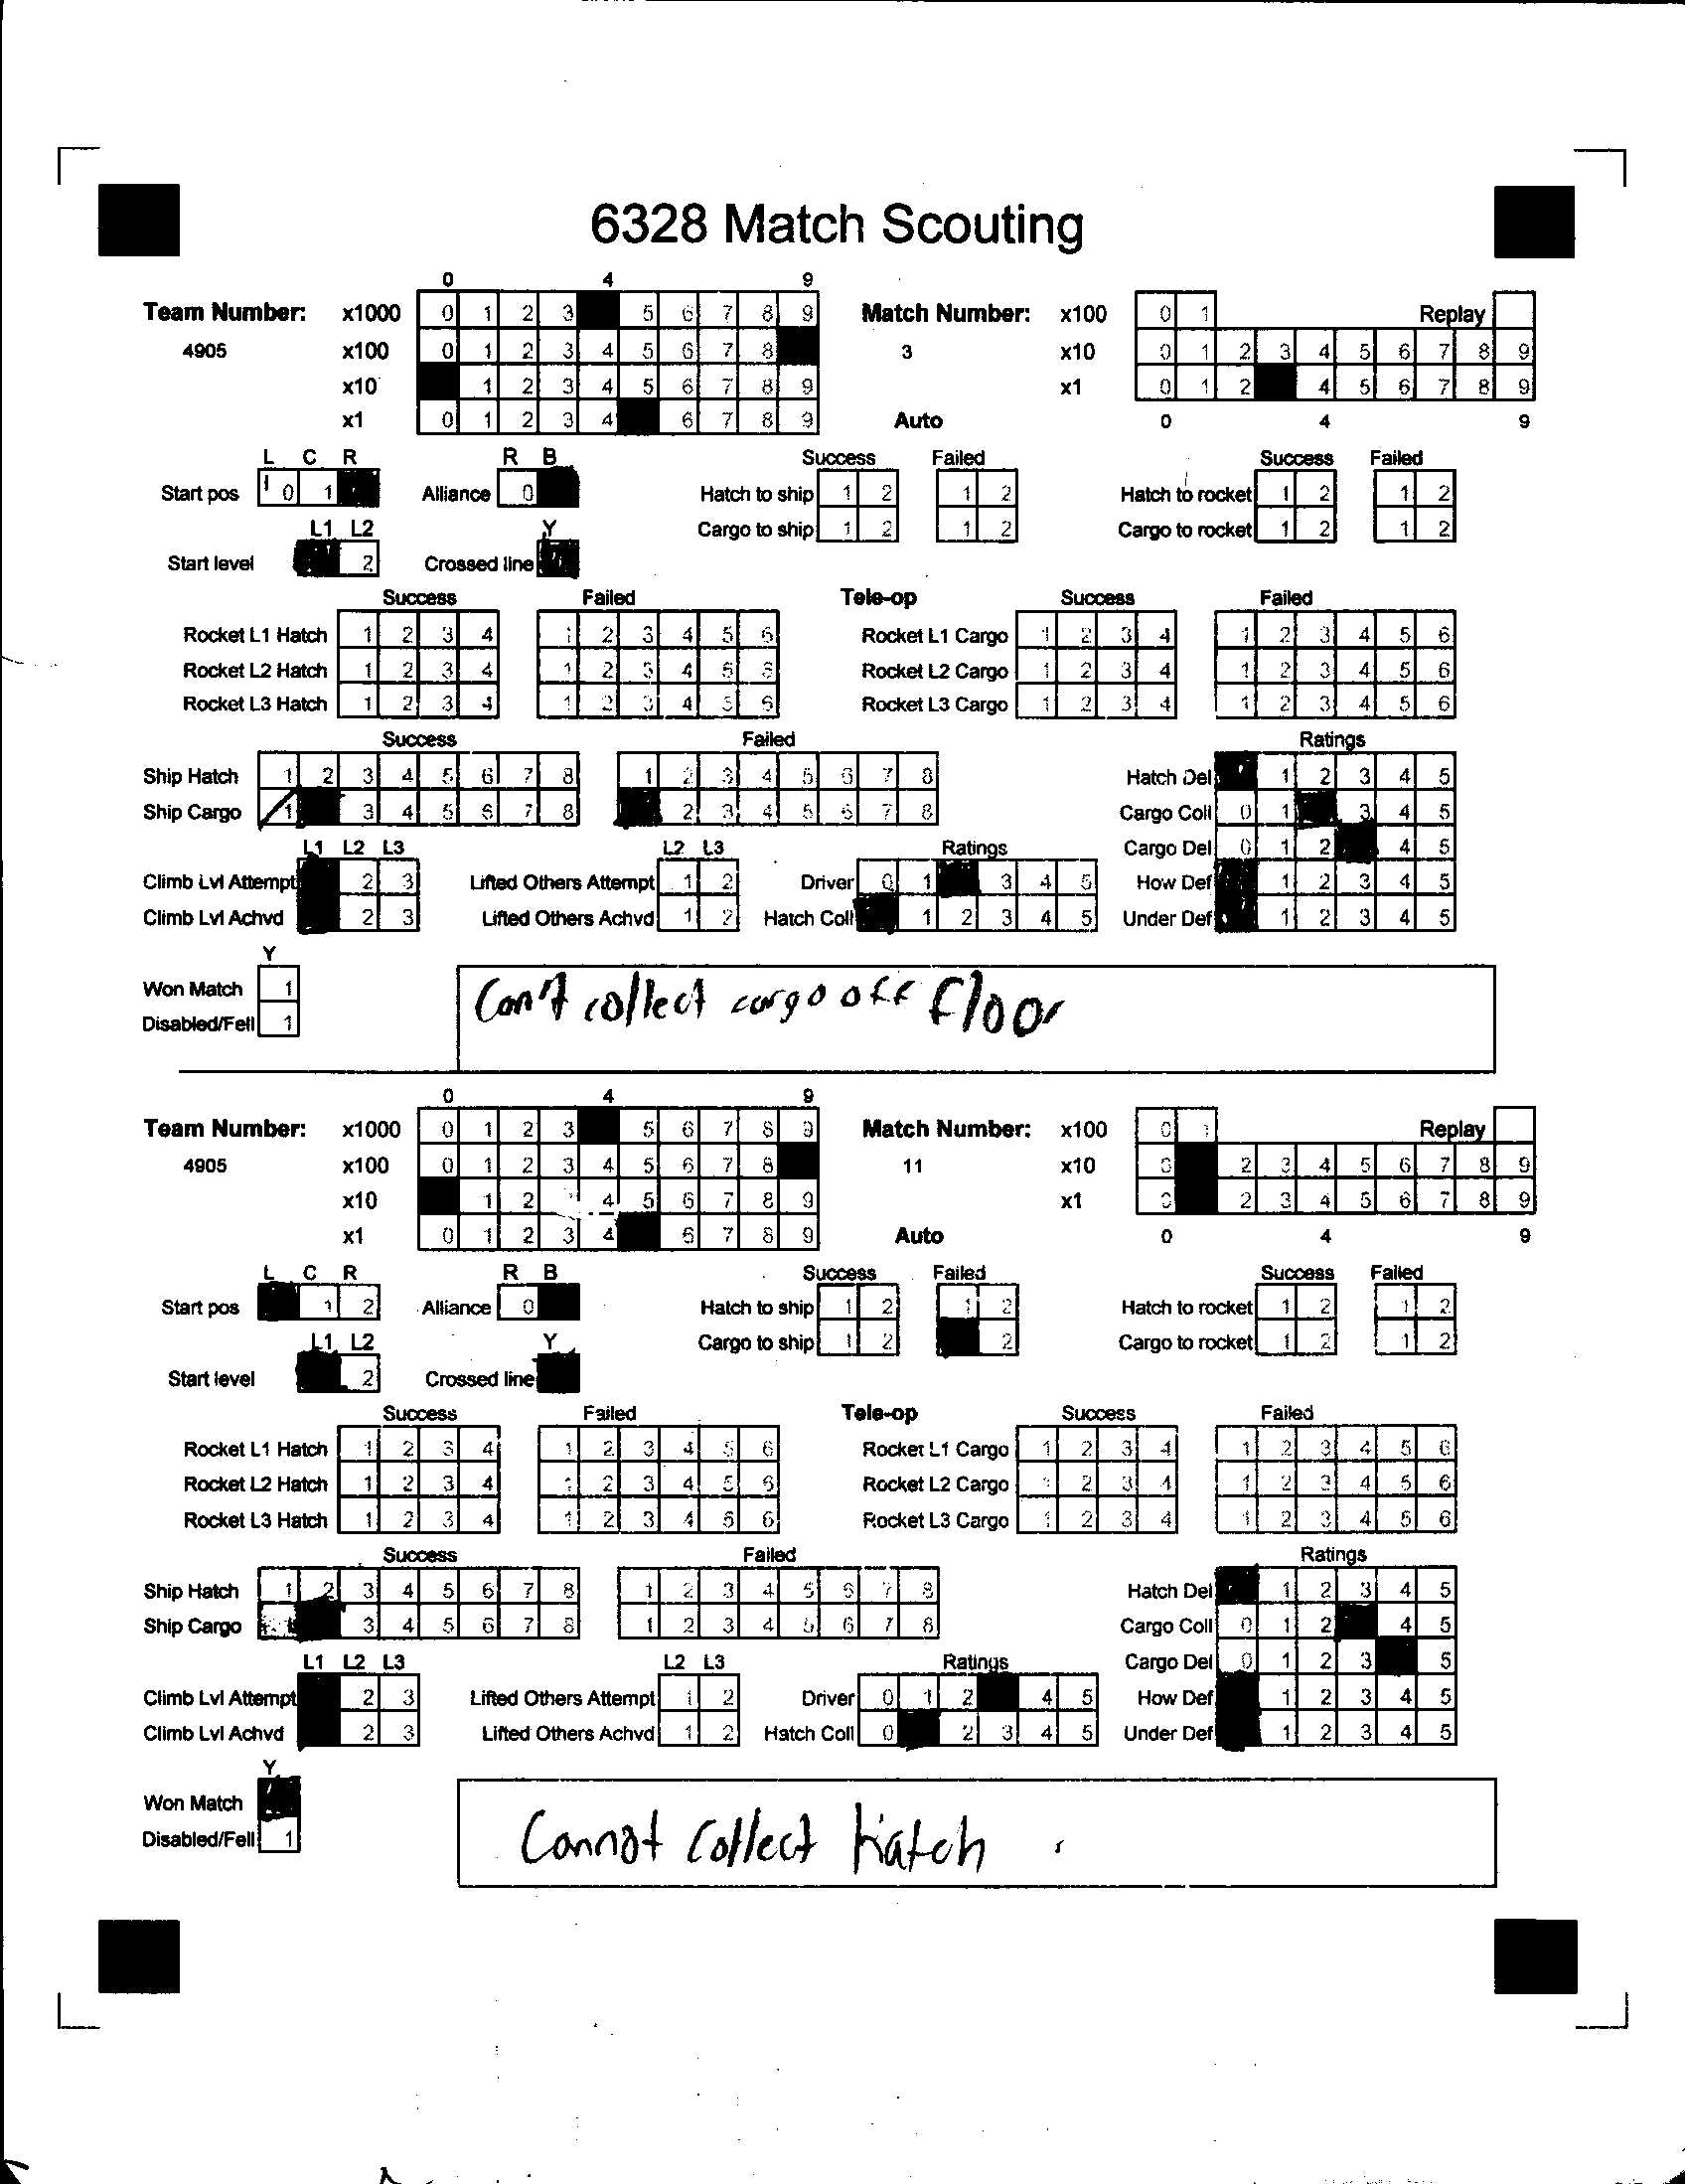 6328 Match Scouting
0 4 9
Team Number: x1000 0 1 2 3 5 6 7 8 9 Match Number: x100 0 1 Replay
4905 x100 0 1 2 3 4 5 6 7 8 3 x10 0 1 2 3 4 5 6 7 8 9
x10 1 2 3 4 5 6 7 8 9 x1 0 1 2 4 5 6 7 8 9
x1 0 1 2 3 4 6 7 8 9 Auto 0 4 9
L C R R B Success Failed Success Failed
Start pos 0 1 Alliance 0 Hatch to ship 1 2 1 2 Hatch to rocket 1 2 1 2
L1 L2 Y Cargo to ship 1 2 1 2 Cargo to rocket 1 2 1 2
Start level 2 Crossed line
Success Failed Tele-op Success Failed
Rocket L1 Hatch 1 2 3 4 1 2 3 4 5 6 Rocket L1 Cargo 1 2 3 4 1 2 3 4 5 6
Rocket L2 Hatch 1 2 3 4 1 2 3 4 5 6 Rocket L2 Cargo 1 2 3 4 1 2 3 4 5 6
Rocket L3 Hatch 1 2 3 4 1 2 3 4 5 6 Rocket L3 Cargo 1 2 3 4 1 2 3 4 5 6
Success Failed Ratings
Ship Hatch 1 2 3 4 5 6 7 8 1 2 3 4 5 6 7 8 Hatch Del 1 2 3 4 5
Ship Cargo 1 3 4 5 6 7 8 2 3 4 5 6 7 8 Cargo Coll 0 1 3 4 5
L1 L2 L3 L2 L3 Ratings Cargo Del 0 1 2 4 5
Climb Lvl Attempt 2 3 Lifted Others Attempt 1 2 Driver 0 1 3 4 5 How Def 1 2 3 4 5
Climb Lvl Achvd 2 3 Lifted Others Achvd 1 2 Hatch Coll 1 2 3 4 5 Under Def 1 2 3 4 5
Y
Won Match 1
Disabled/Fell 1
Can't collect cargo off floor
0 4 9
Team Number: x1000 0 1 2 3 5 6 7 8 9 Match Number: x100 0 1 Replay
4905 x100 0 1 2 3 4 5 6 7 8 11 x10 0 2 3 4 5 6 7 8 9
x10 1 2 4 5 6 7 8 9 x1 0 2 3 4 5 6 7 8 9
x1 0 1 2 3 4 6 7 8 9 Auto 0 4 9
L C R R B Success Failed Success Failed
Start pos 1 2 Alliance 0 Hatch to ship 1 2 1 2 Hatch to rocket 1 2 1 2
L1 L2 Y Cargo to ship 1 2 2 Cargo to rocket 1 2 1 2
Start level 2 Crossed line
Success Failed Tele-op Success Failed
Rocket L1 Hatch 1 2 3 4 1 2 3 4 5 6 Rocket L1 Cargo 1 2 3 4 1 2 3 4 5 6
Rocket L2 Hatch 1 2 3 4 1 2 3 4 5 6 Rocket L2 Cargo 1 2 3 4 1 2 3 4 5 6
Rocket L3 Hatch 1 2 3 4 1 2 3 4 5 6 Rocket L3 Cargo 1 2 3 4 1 2 3 4 5 6
Success Failed Ratings
Ship Hatch 1 2 3 4 5 6 7 8 1 2 3 4 5 6 7 8 Hatch Del 1 2 3 4 5
Ship Cargo 3 4 5 6 7 8 1 2 3 4 5 6 7 8 Cargo Coll 0 1 2 4 5
L1 L2 L3 L2 L3 Ratings Cargo Del 0 1 2 3 5
Climb Lvl Attempt 2 3 Lifted Others Attempt 1 2 Driver 0 1 2 4 5 How Def 1 2 3 4 5
Climb Lvl Achvd 2 3 Lifted Others Achvd 1 2 Hatch Coll 0 2 3 4 5 Under Def 1 2 3 4 5
Y
Won Match
Disabled/Fell 1
Cannot collect hatch